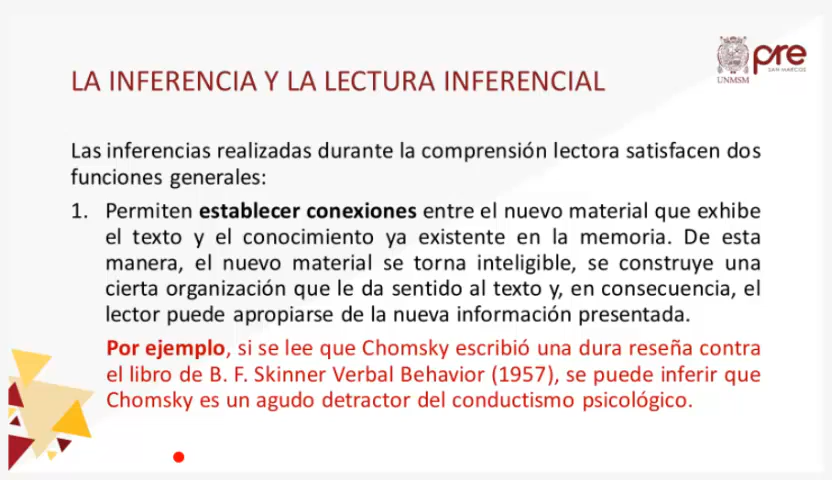 LA INFERENCIA Y LA LECTURA INFERENCIAL
UNMSM
pre
SAN MARCOS
Las inferencias realizadas durante la comprensión lectora satisfacen dos
funciones generales:
1. Permiten establecer conexiones entre el nuevo material que exhibe
el texto y el conocimiento ya existente en la memoria. De esta
manera, el nuevo material se torna inteligible, se construye una
cierta organización que le da sentido al texto y, en consecuencia, el
lector puede apropiarse de la nueva información presentada.
Por ejemplo, si se lee que Chomsky escribió una dura reseña contra
el libro de B. F. Skinner Verbal Behavior (1957), se puede inferir que
Chomsky es un agudo detractor del conductismo psicológico.